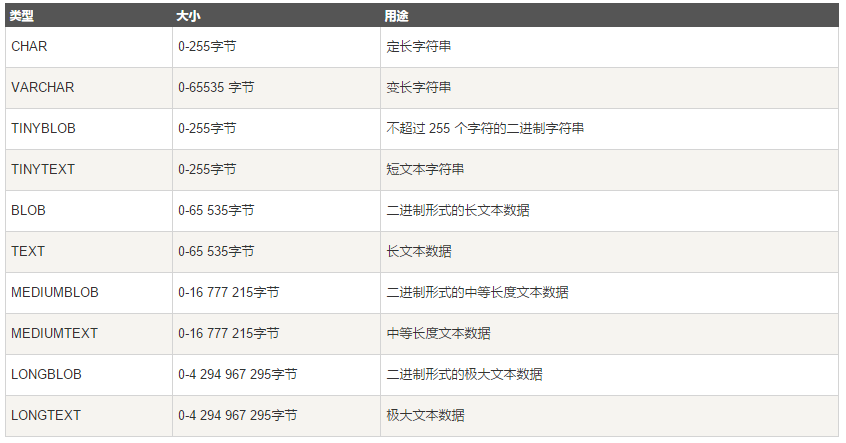 类型 大小 用途
CHAR 0-255字节 定长字符串
VARCHAR 0-65535 字节 变长字符串
TINYBLOB 0-255字节 不超过 255 个字符的二进制字符串
TINYTEXT 0-255字节 短文本字符串
BLOB 0-65 535字节 二进制形式的长文本数据
TEXT 0-65 535字节 长文本数据
MEDIUMBLOB 0-16 777 215字节 二进制形式的中等长度文本数据
MEDIUMTEXT 0-16 777 215字节 中等长度文本数据
LONGBLOB 0-4 294 967 295字节 二进制形式的极大文本数据
LONGTEXT 0-4 294 967 295字节 极大文本数据